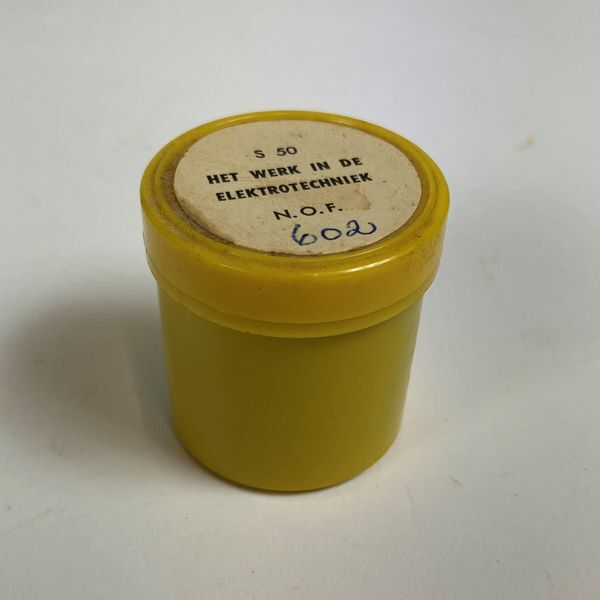 S 50
HET WERK IN DE
ELEKTROTECHNIEK
N.O.F.
602